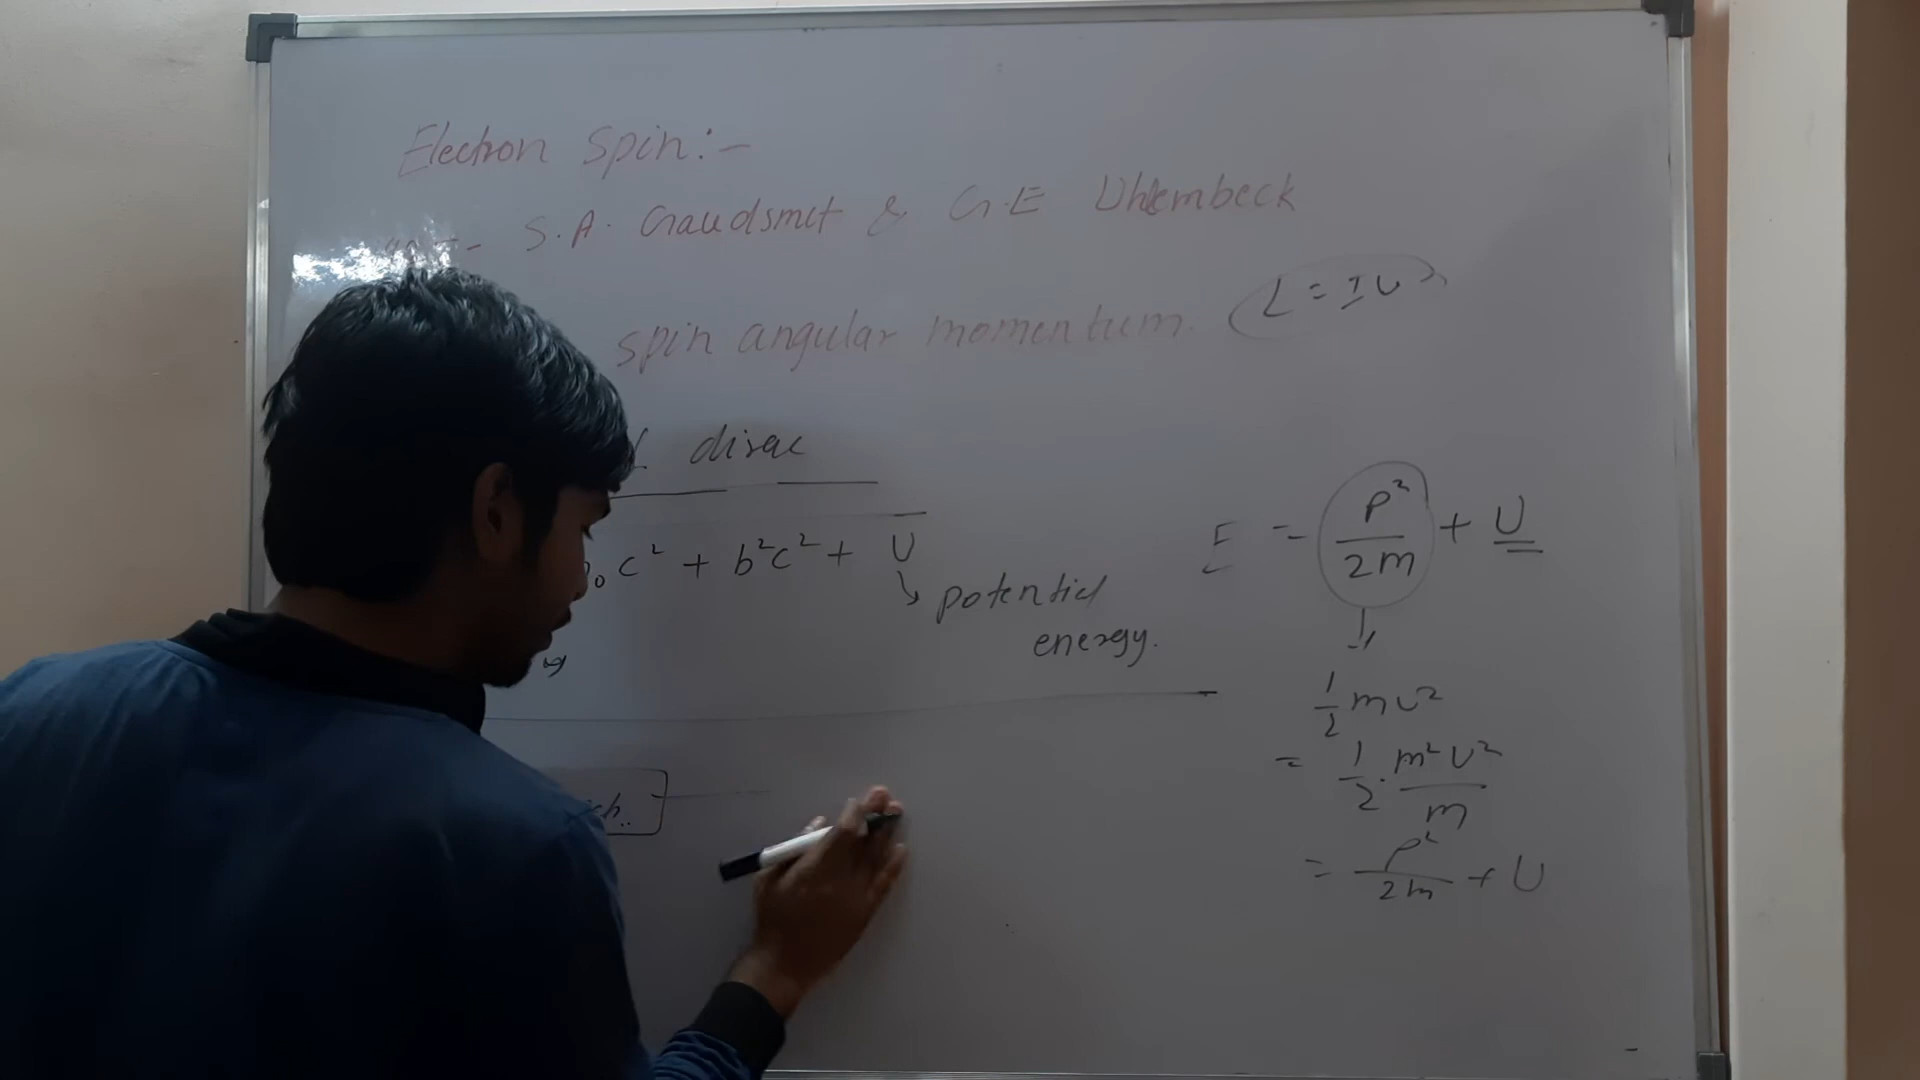 Electron Spin:-
S.A. Gaudsmit & G.E Uhlembeck
spin angular momentum. L = Iω
dirac
₀c² + b²c² + U
potential
energy.
E = p²/2m + U
1/2 mv²
= 1/2 · m²v²/m
= p²/2m + U